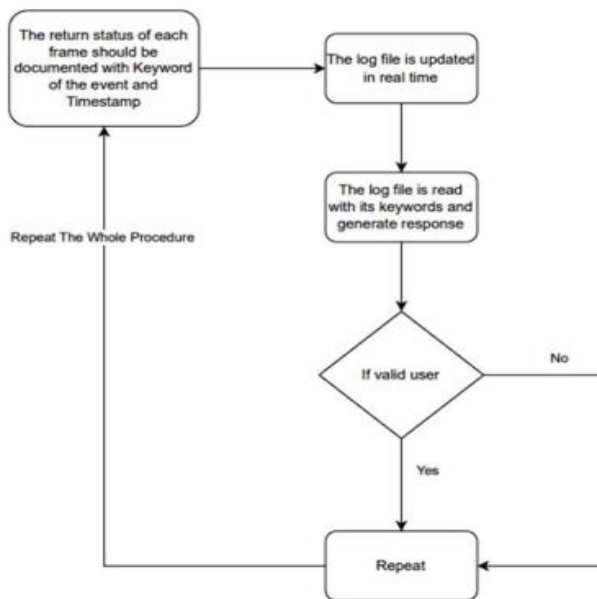 The return status of each
frame should be
documented with Keyword
of the event and
Timestamp
The log file is updated
in real time
The log file is read
with its keywords and
generate response
Repeat The Whole Procedure
If valid user
No
Yes
Repeat